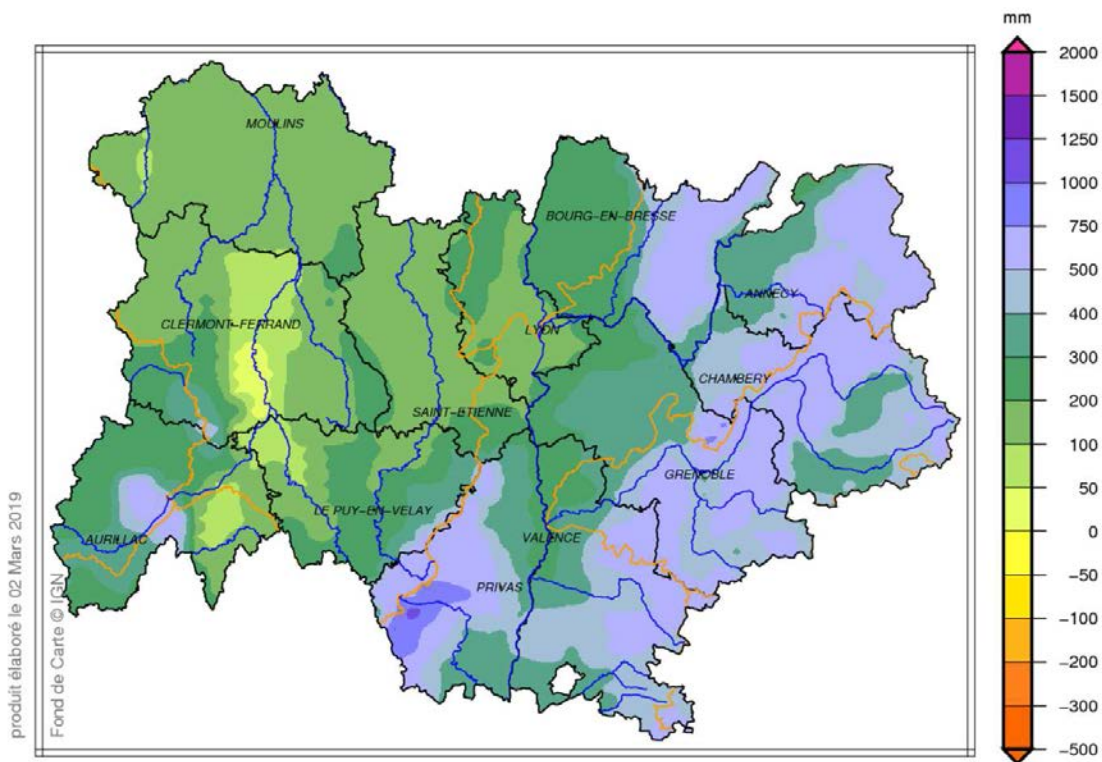 mm
2000
1500
1250
1000
750
500
400
300
200
100
50
0
−50
−100
−200
−300
−500
MOULINS
BOURG−EN−BRESSE
ANNECY
CLERMONT−FERRAND
LYON
CHAMBERY
SAINT−ETIENNE
GRENOBLE
LE PUY−EN−VELAY
AURILLAC
VALENCE
PRIVAS
produit élaboré le 02 Mars 2019
Fond de Carte © IGN